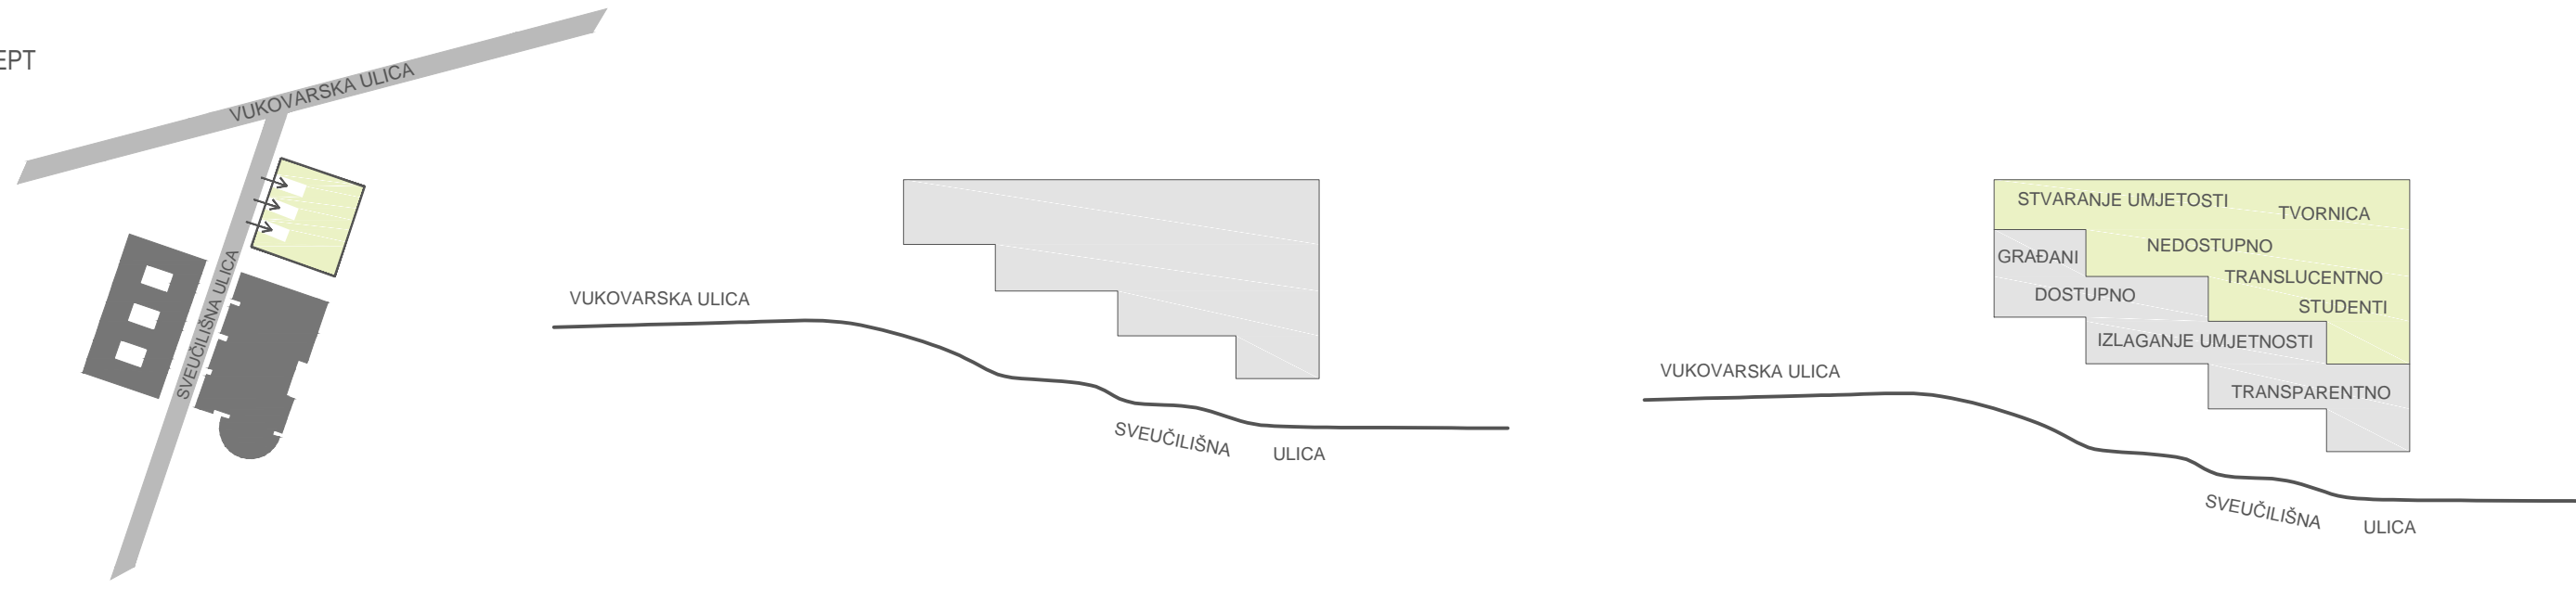 EPT
VUKOVARSKA ULICA
SVEUČILIŠNA ULICA
VUKOVARSKA ULICA
SVEUČILIŠNA ULICA
STVARANJE UMJETOSTI
TVORNICA
NEDOSTUPNO
GRAĐANI
TRANSLUCENTNO
DOSTUPNO
STUDENTI
IZLAGANJE UMJETNOSTI
TRANSPARENTNO
VUKOVARSKA ULICA
SVEUČILIŠNA ULICA